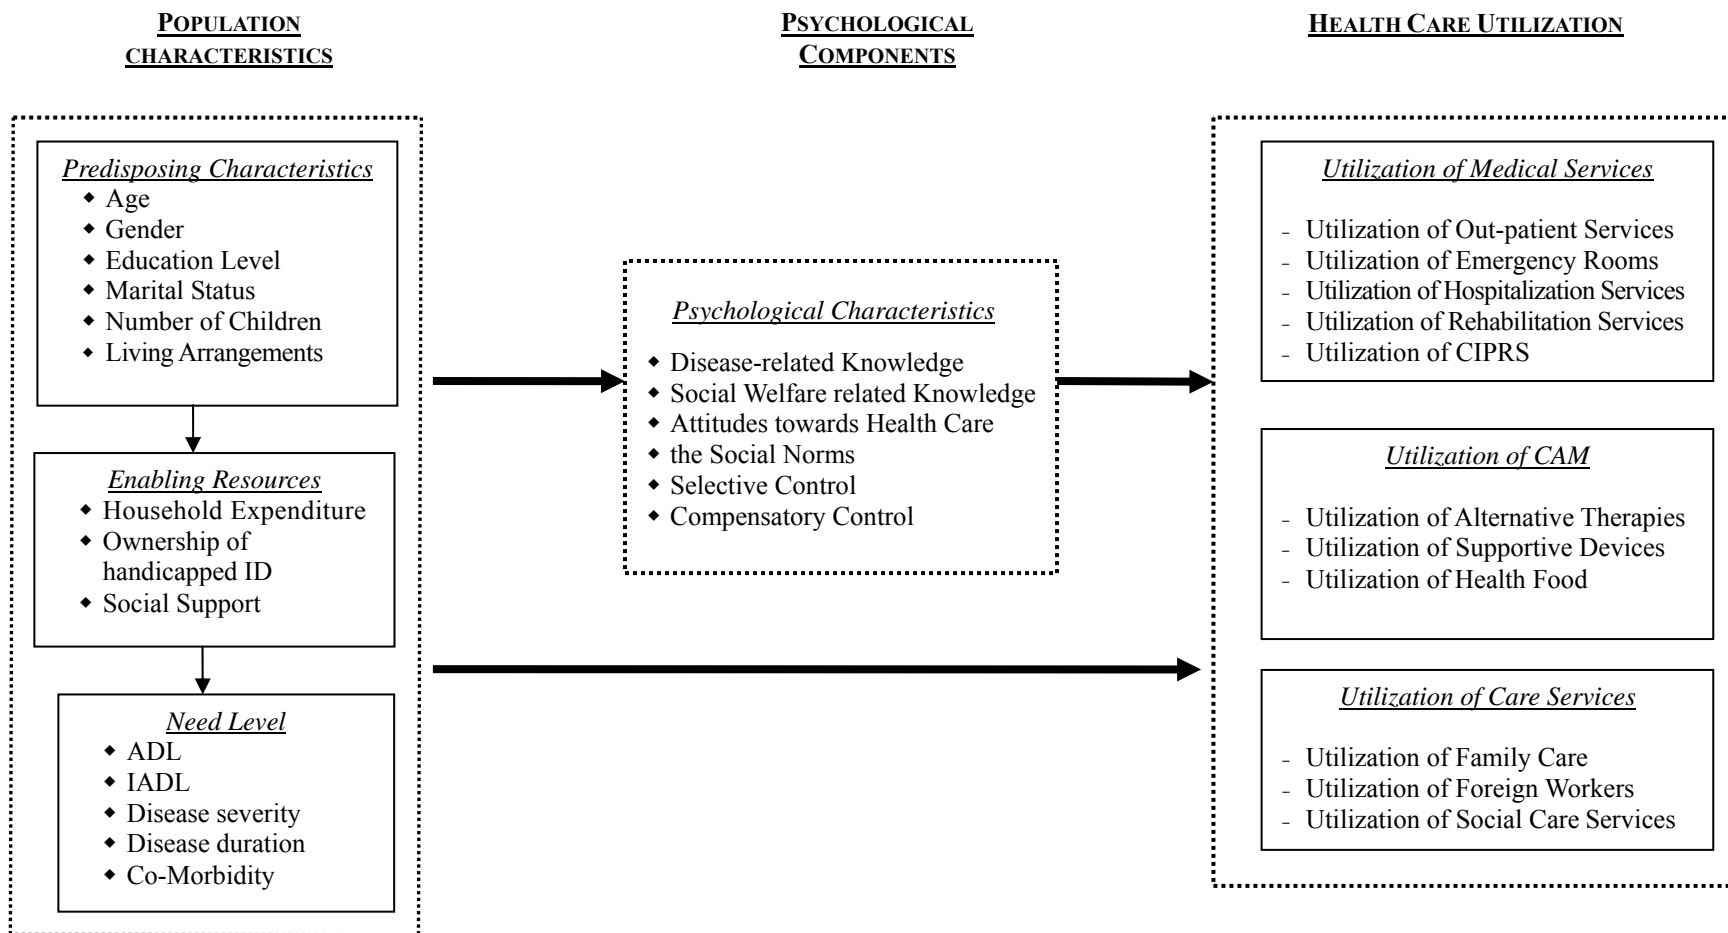 POPULATION
CHARACTERISTICS
PSYCHOLOGICAL
COMPONENTS
HEALTH CARE UTILIZATION
Predisposing Characteristics
◆ Age
◆ Gender
◆ Education Level
◆ Marital Status
◆ Number of Children
◆ Living Arrangements
Enabling Resources
◆ Household Expenditure
◆ Ownership of
handicapped ID
◆ Social Support
Need Level
◆ ADL
◆ IADL
◆ Disease severity
◆ Disease duration
◆ Co-Morbidity
Psychological Characteristics
◆ Disease-related Knowledge
◆ Social Welfare related Knowledge
◆ Attitudes towards Health Care
◆ the Social Norms
◆ Selective Control
◆ Compensatory Control
Utilization of Medical Services
- Utilization of Out-patient Services
- Utilization of Emergency Rooms
- Utilization of Hospitalization Services
- Utilization of Rehabilitation Services
- Utilization of CIPRS
Utilization of CAM
- Utilization of Alternative Therapies
- Utilization of Supportive Devices
- Utilization of Health Food
Utilization of Care Services
- Utilization of Family Care
- Utilization of Foreign Workers
- Utilization of Social Care Services